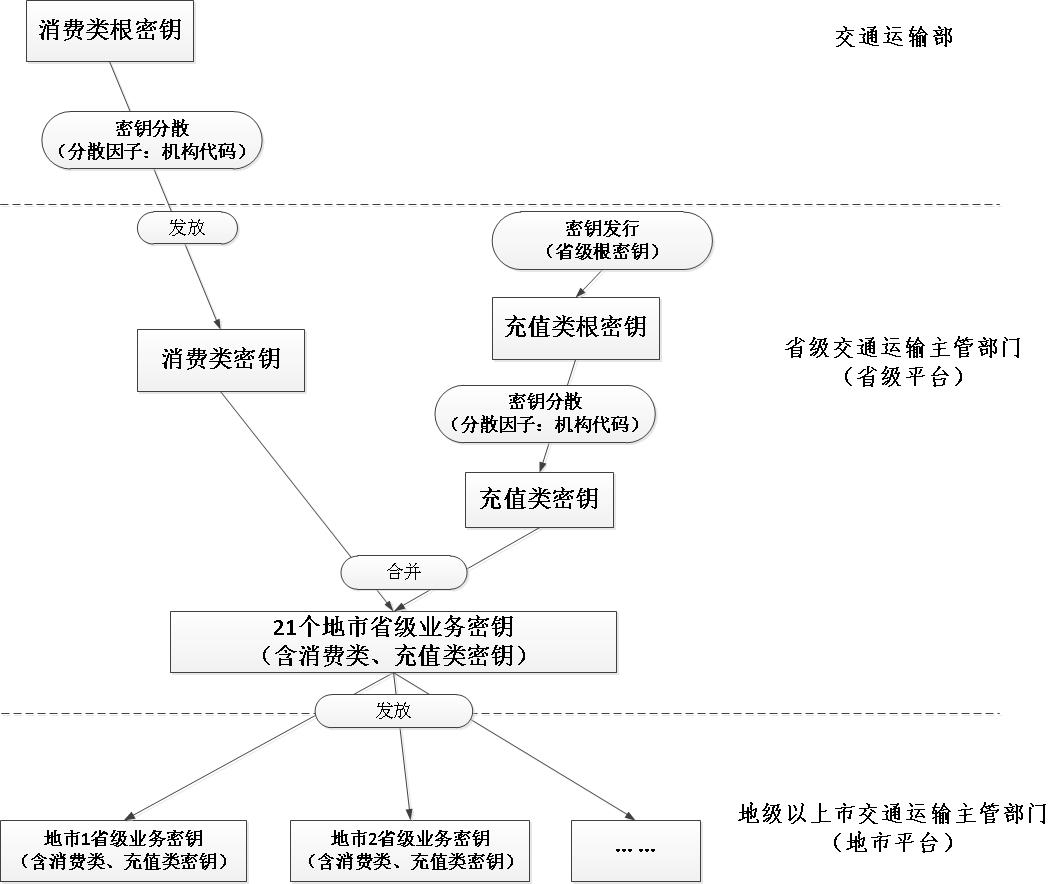 消费类根密钥
交通运输部
密钥分散
（分散因子：机构代码）
发放
密钥发行
（省级根密钥）
充值类根密钥
消费类密钥
省级交通运输主管部门
（省级平台）
密钥分散
（分散因子：机构代码）
充值类密钥
合并
21个地市省级业务密钥
（含消费类、充值类密钥）
发放
地市1省级业务密钥
（含消费类、充值类密钥）
地市2省级业务密钥
（含消费类、充值类密钥）
... ...
地级以上市交通运输主管部门
（地市平台）